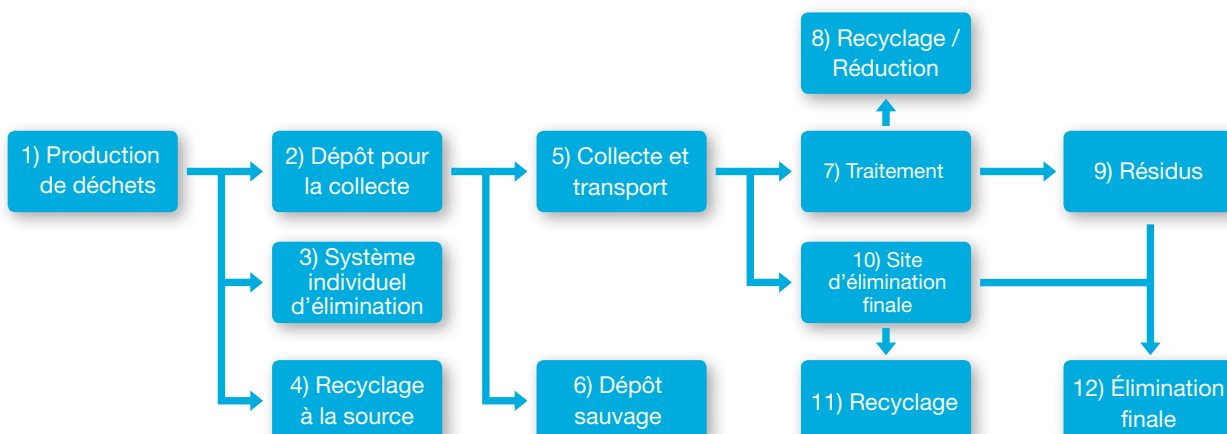 8) Recyclage /
Réduction
1) Production
de déchets
2) Dépôt pour
la collecte
5) Collecte et
transport
7) Traitement
9) Résidus
3) Système
individuel
d’élimination
10) Site
d’élimination
finale
4) Recyclage
à la source
6) Dépôt
sauvage
11) Recyclage
12) Élimination
finale